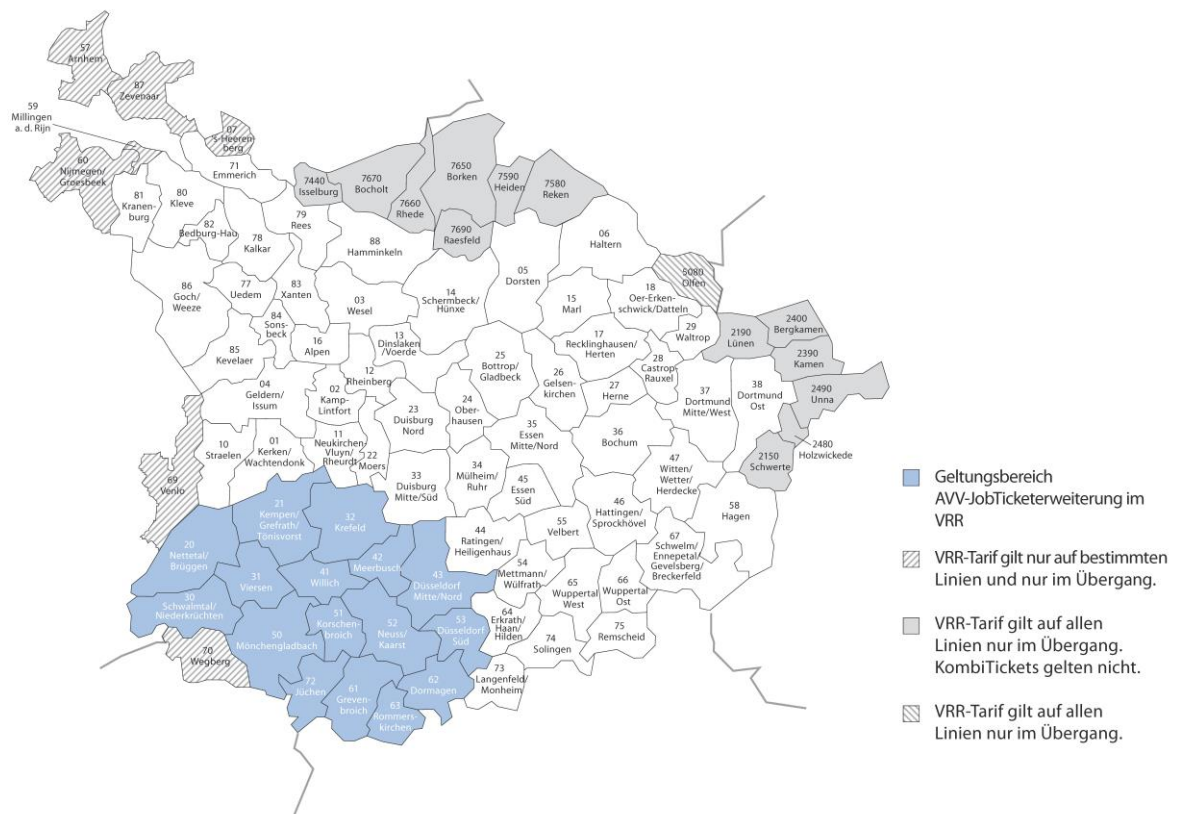 57
Arnhem
87
Zevenaar
59
Millingen
a. d. Rijn
07
's-Heeren-
berg
60
Nijmegen/
Groesbeek
71
Emmerich
7440
Isselburg
7670
Bocholt
7650
Borken
7590
Heiden
7580
Reken
7660
Rhede
7690
Raesfeld
81
Kranen-
burg
80
Kleve
82
Bedburg-Hau
79
Rees
78
Kalkar
88
Hamminkeln
06
Haltern
05
Dorsten
5080
Olfen
86
Goch/
Weeze
77
Uedem
83
Xanten
03
Wesel
14
Schermbeck/
Hünxe
15
Marl
18
Oer-Erken-
schwick/Datteln
29
Waltrop
2190
Lünen
2400
Bergkamen
2390
Kamen
2490
Unna
84
Sons-
beck
85
Kevelaer
16
Alpen
13
Dinslaken
/Voerde
17
Recklinghausen/
Herten
28
Castrop-
Rauxel
25
Bottrop/
Gladbeck
26
Gelsen-
kirchen
27
Herne
37
Dortmund
Mitte/West
38
Dortmund
Ost
04
Geldern/
Issum
02
Kamp-
Lintfort
12
Rheinberg
23
Duisburg
Nord
24
Ober-
hausen
35
Essen
Mitte/Nord
36
Bochum
2480
Holzwickede
2150
Schwerte
10
Straelen
01
Kerken/
Wachtendonk
11
Neukirchen-
Vluyn/
Rheurdt
22
Moers
33
Duisburg
Mitte/Süd
34
Mülheim/
Ruhr
45
Essen
Süd
47
Witten/
Wetter/
Herdecke
58
Hagen
69
Venlo
21
Kempen/
Grefrath/
Tönisvorst
32
Krefeld
44
Ratingen/
Heiligenhaus
55
Velbert
46
Hattingen/
Sprockhövel
67
Schwelm/
Ennepetal/
Gevelsberg/
Breckerfeld
20
Nettetal/
Brüggen
31
Viersen
41
Willich
42
Meerbusch
43
Düsseldorf
Mitte/Nord
54
Mettmann/
Wülfrath
65
Wuppertal
West
66
Wuppertal
Ost
30
Schwalmtal/
Niederkrüchten
50
Mönchengladbach
51
Korschen-
broich
52
Neuss/
Kaarst
53
Düsseldorf
Süd
64
Erkrath/
Haan/
Hilden
74
Solingen
75
Remscheid
70
Wegberg
72
Jüchen
61
Greven-
broich
63
Rommers-
kirchen
62
Dormagen
73
Langenfeld/
Monheim
Geltungsbereich
AVV-JobTicketerweiterung im
VRR
VRR-Tarif gilt nur auf bestimmten
Linien und nur im Übergang.
VRR-Tarif gilt auf allen
Linien nur im Übergang.
KombiTickets gelten nicht.
VRR-Tarif gilt auf allen
Linien nur im Übergang.